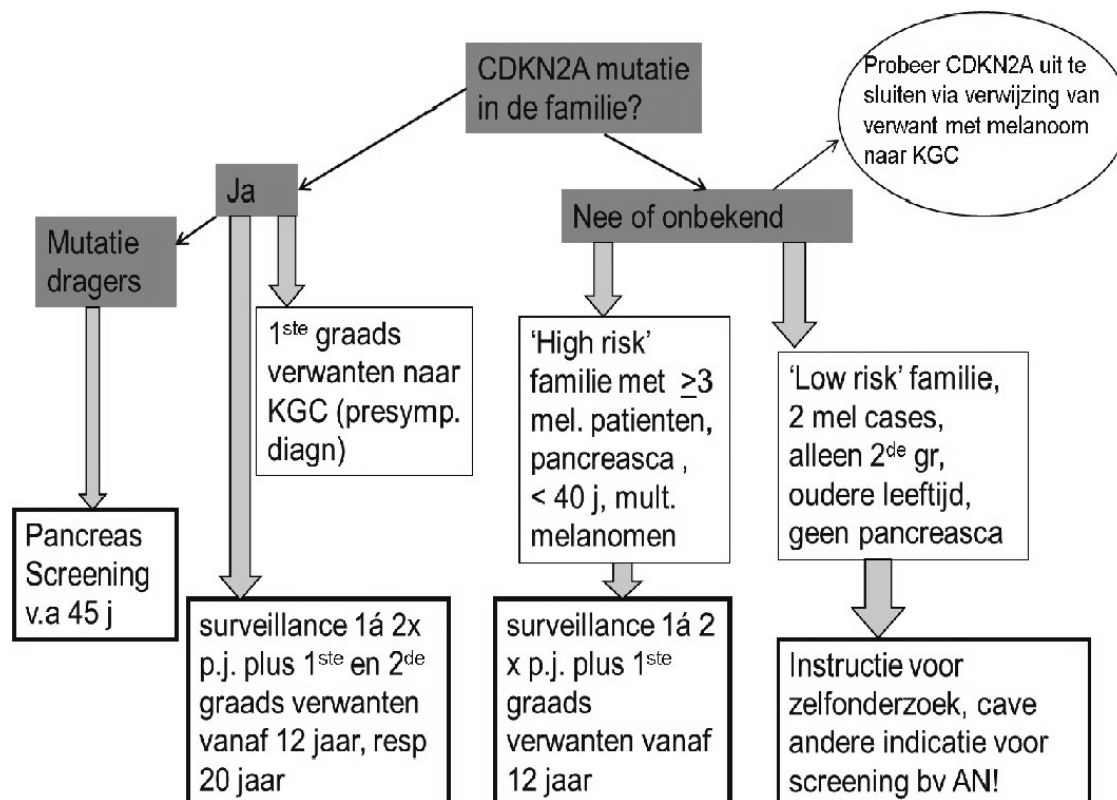 CDKN2A mutatie
in de familie?
Probeer CDKN2A uit te
sluiten via verwijzing van
verwant met melanoom
naar KGC
Ja
Nee of onbekend
Mutatie
dragers
1ste graads
verwanten naar
KGC (presymp.
diagn)
‘High risk’
familie met ≥3
mel. patienten,
pancreasca ,
< 40 j, mult.
melanomen
‘Low risk’ familie,
2 mel cases,
alleen 2de gr,
oudere leeftijd,
geen pancreasca
Pancreas
Screening
v.a 45 j
surveillance 1á 2x
p.j. plus 1ste en 2de
graads verwanten
vanaf 12 jaar, resp
20 jaar
surveillance 1á 2
x p.j. plus 1ste
graads
verwanten vanaf
12 jaar
Instructie voor
zelfonderzoek, cave
andere indicatie voor
screening bv AN!